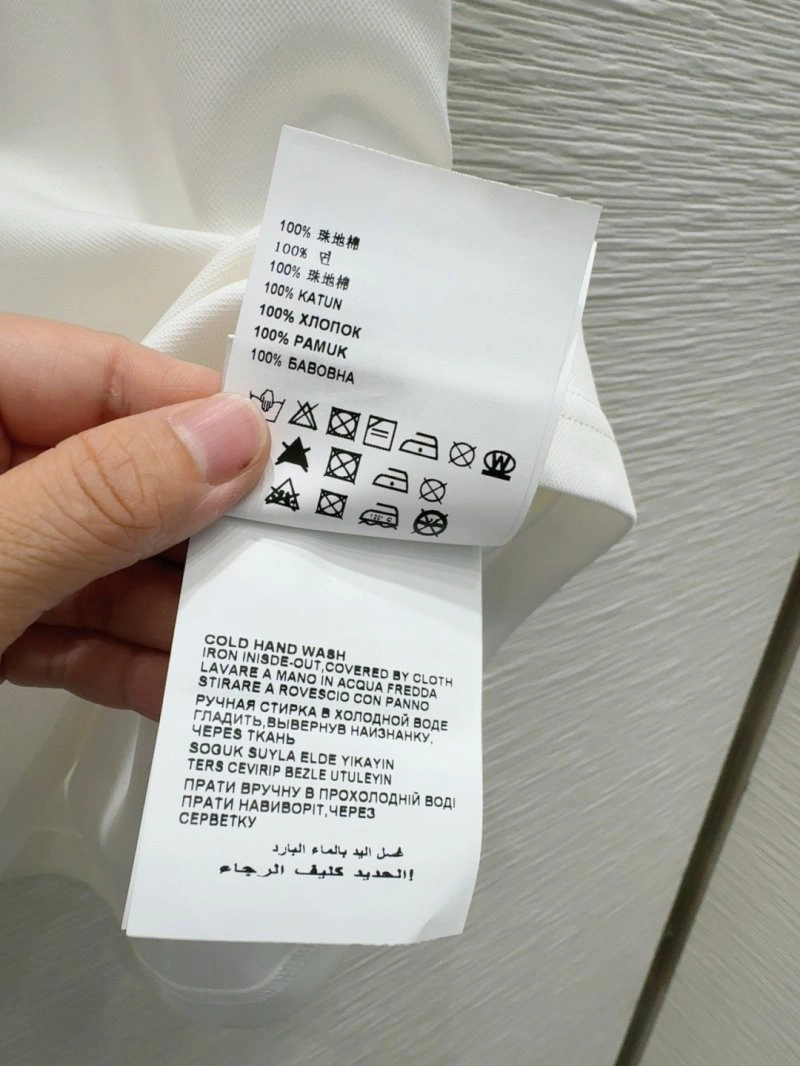 100% 珠地棉
100% 면
100% 珠地棉
100% KATUN
100% ХЛОПОК
100% PAMUK
100% БАВОВНА
W
120° C
COLD HAND WASH
IRON INISDE-OUT,COVERED BY CLOTH
LAVARE A MANO IN ACQUA FREDDA
STIRARE A ROVESCIO CON PANNO
РУЧНАЯ СТИРКА В ХОЛОДНОЙ ВОДЕ
ГЛАДИТЬ,ВЫВЕРНУВ НАИЗНАНКУ,
ЧЕРЕЗ ТКАНЬ
SOGUK SUYLA ELDE YIKAYIN
TERS CEVIRIP BEZLE UTULEYIN
ПРАТИ ВРУЧНУ В ПРОХОЛОДНІЙ ВОДІ
ПРАТИ НАВИВОРІТ,ЧЕРЕЗ
СЕРВЕТКУ
غسل اليد بالماء البارد
الحديد كليف الرجاء!